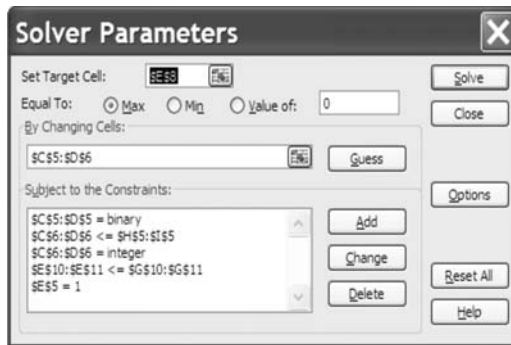 Solver Parameters
Set Target Cell: $E$8 Solve
Equal To: Max Min Value of: 0 Close
By Changing Cells:
$C$5:$D$6 Guess
Subject to the Constraints: Options
$C$5:$D$5 = binary Add
$C$6:$D$6 <= $H$5:$I$5
$C$6:$D$6 = integer Change
$E$10:$E$11 <= $G$10:$G$11 Reset All
$E$5 = 1 Delete
Help